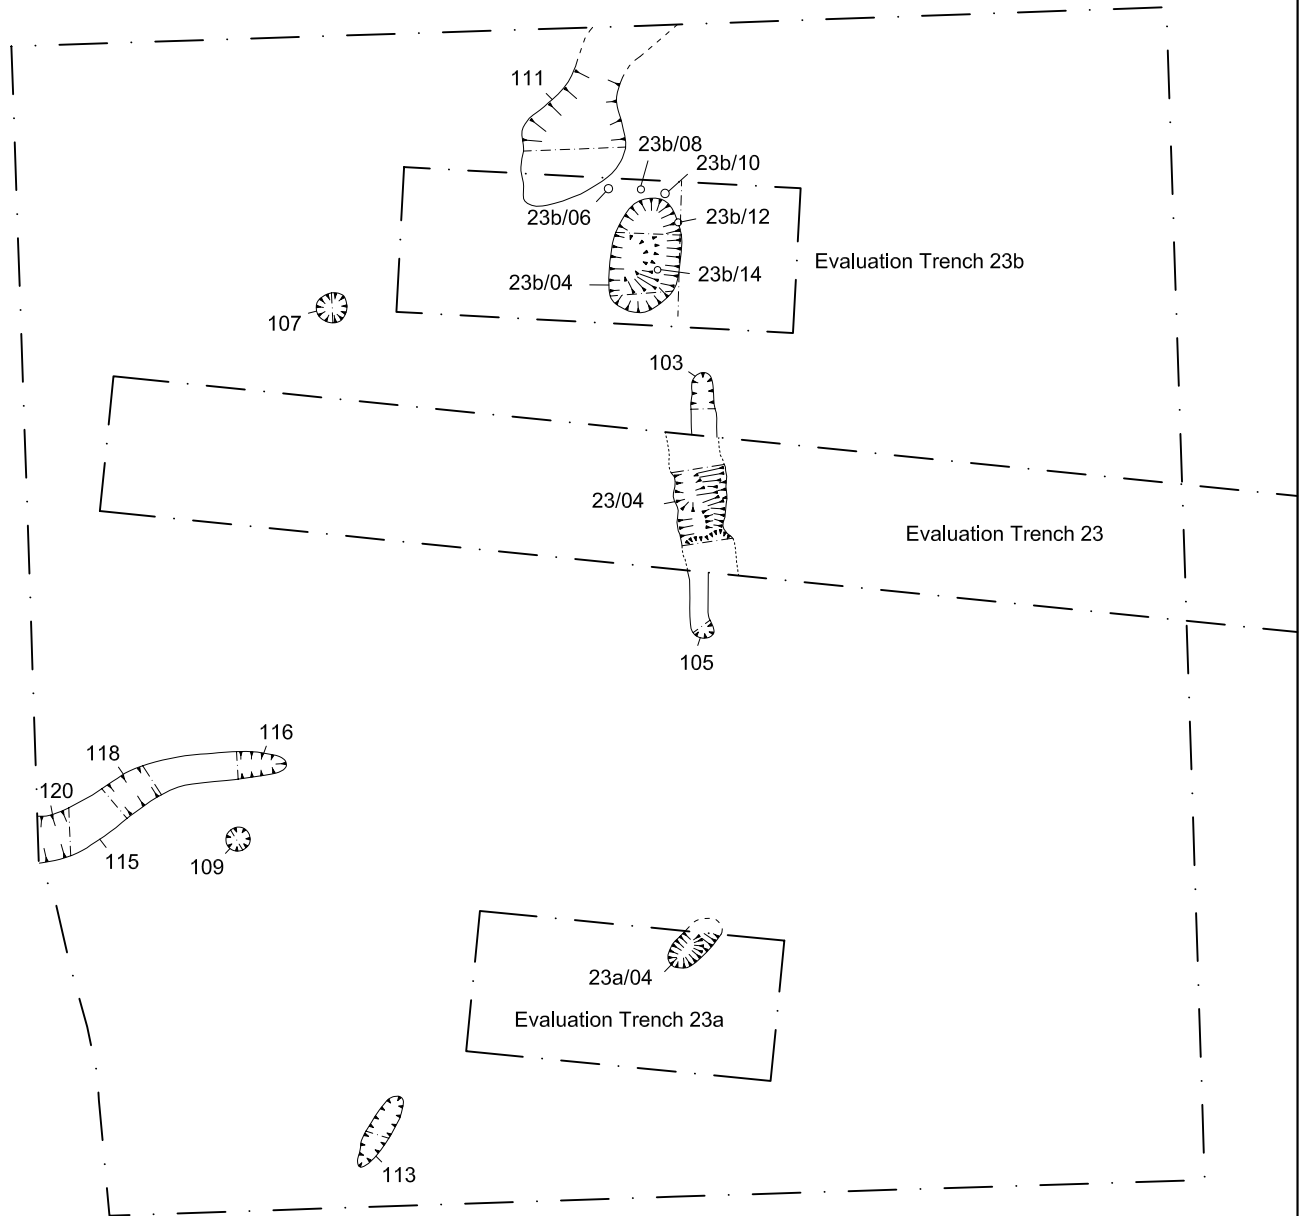 111
23b/08
23b/10
23b/06
23b/12
Evaluation Trench 23b
23b/14
23b/04
107
103
23/04
Evaluation Trench 23
105
116
118
120
115
109
23a/04
Evaluation Trench 23a
113